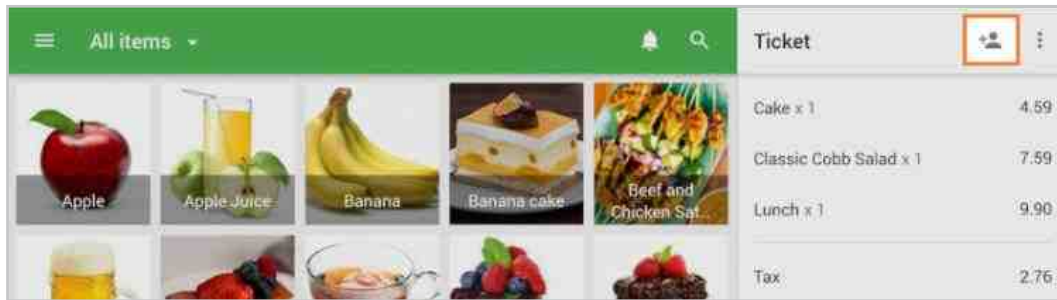 All items
Ticket
Cake x 1 4.59
Classic Cobb Salad x 1 7.59
Lunch x 1 9.90
Tax 2.76
Apple
Apple Juice
Banana
Banana cake
Beef and
Chicken Sat...